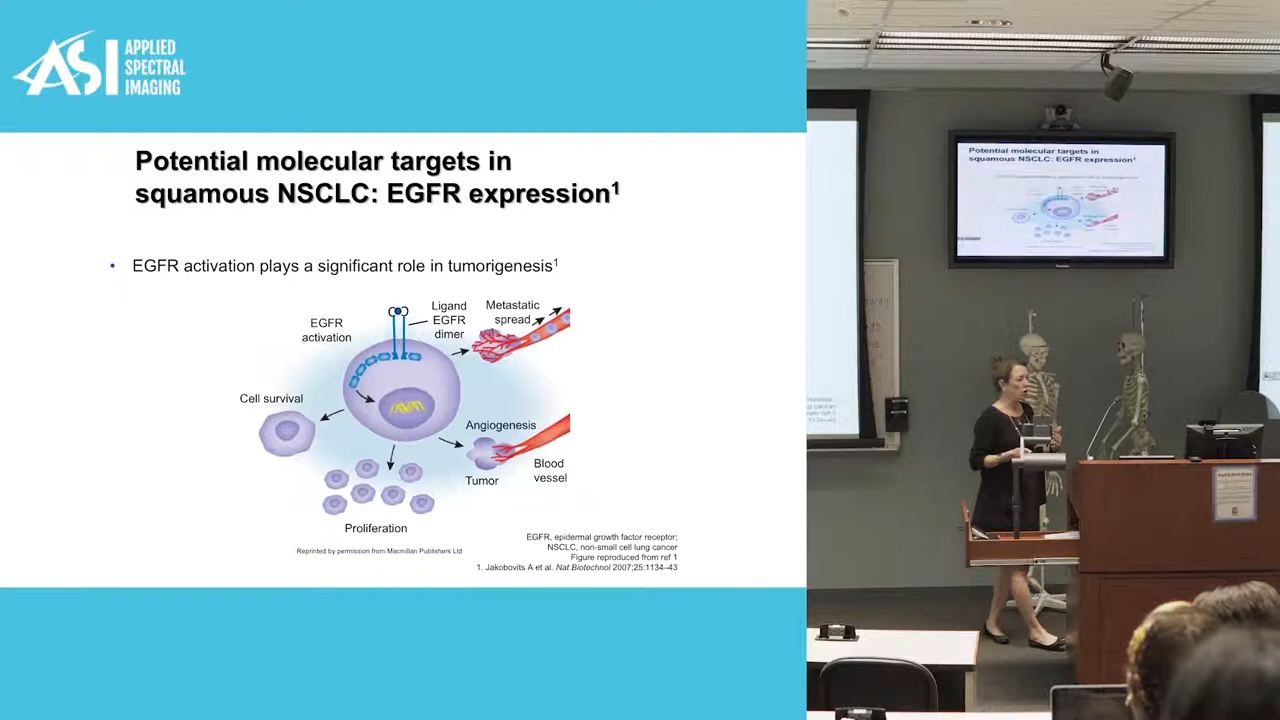 ASI
APPLIED
SPECTRAL
IMAGING
Potential molecular targets in
squamous NSCLC: EGFR expression1
• EGFR activation plays a significant role in tumorigenesis1
EGFR
activation
Ligand
EGFR
dimer
Metastatic
spread
Cell survival
Angiogenesis
Tumor
Blood
vessel
Proliferation
Reprinted by permission from Macmillan Publishers Ltd
EGFR, epidermal growth factor receptor;
NSCLC, non-small cell lung cancer
Figure reproduced from ref 1
1. Jakobovits A et al. Nat Biotechnol 2007;25:1134–43
Potential molecular targets in
squamous NSCLC: EGFR expression1